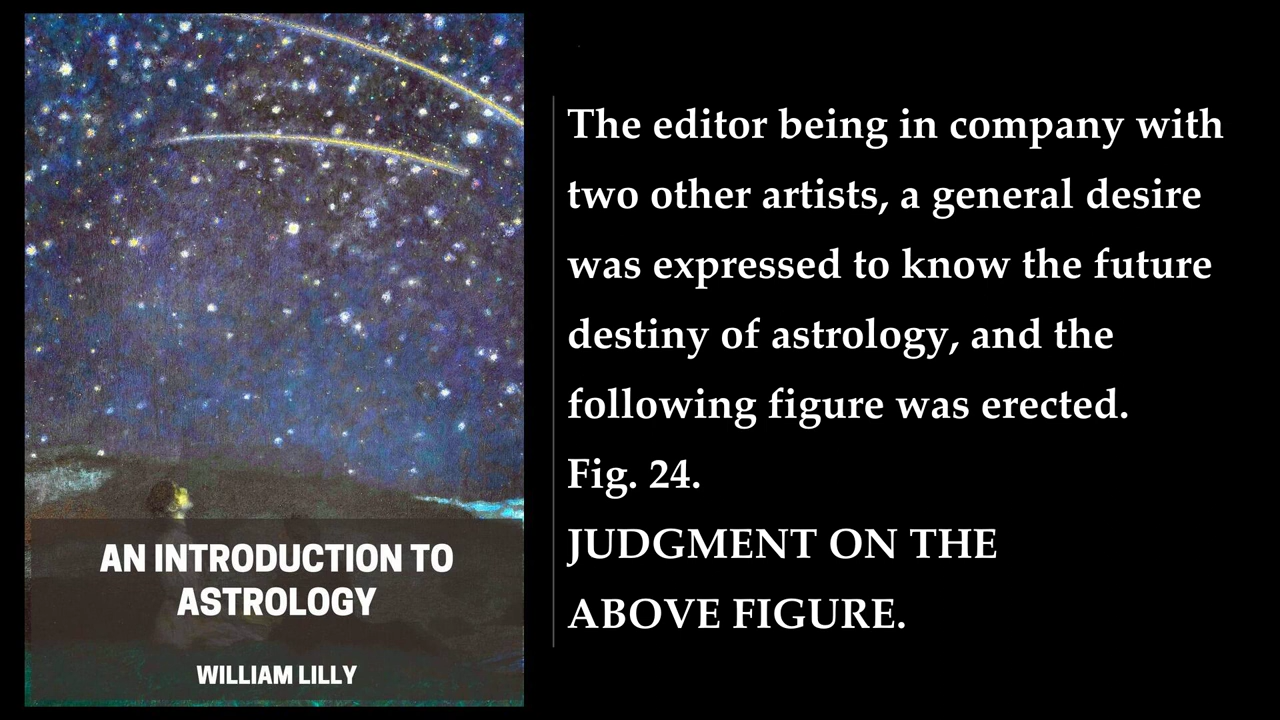 AN INTRODUCTION TO
ASTROLOGY
WILLIAM LILLY
The editor being in company with
two other artists, a general desire
was expressed to know the future
destiny of astrology, and the
following figure was erected.
Fig. 24.
JUDGMENT ON THE
ABOVE FIGURE.